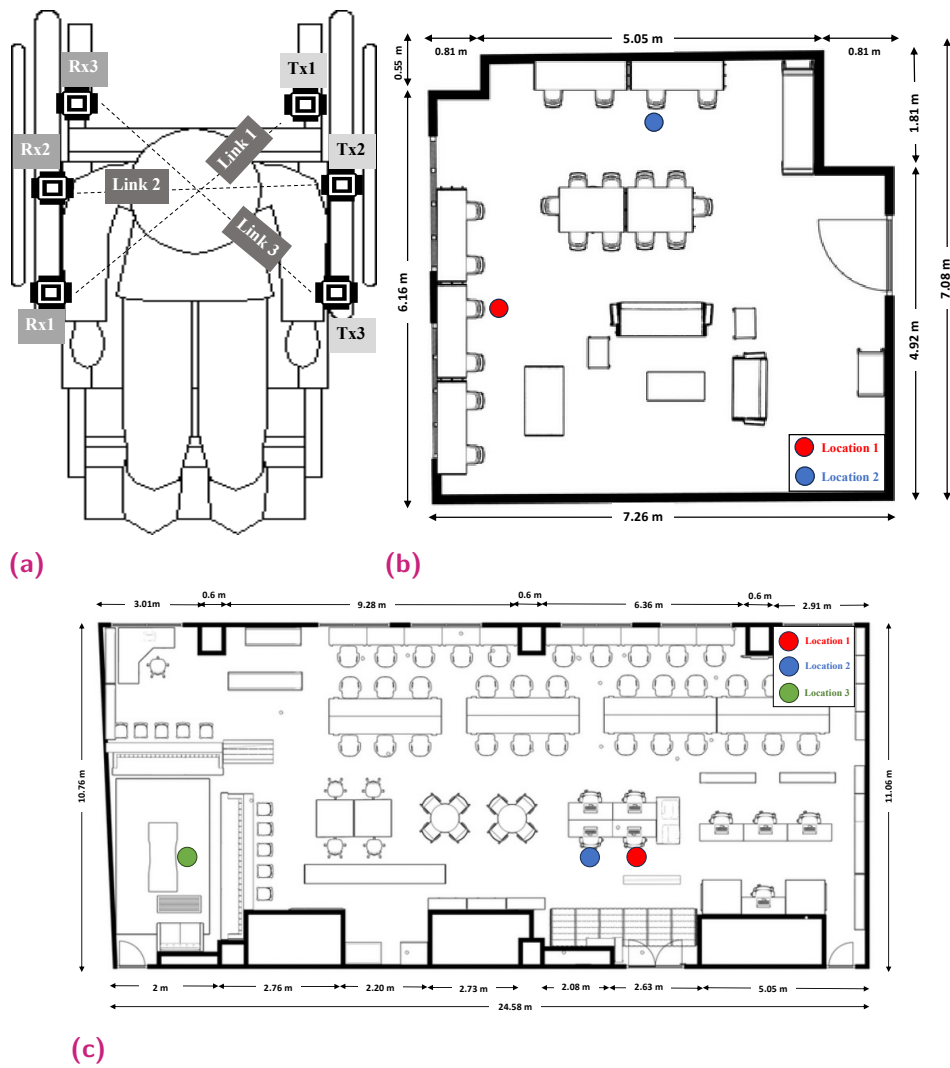 Rx3
Tx1
Link 1
Rx2
Tx2
Link 2
Link 3
Rx1
Tx3
(a)
0.81 m
5.05 m
0.81 m
0.55 m
1.81 m
6.16 m
7.08 m
4.92 m
Location 1
Location 2
7.26 m
(b)
3.01m
0.6 m
9.28 m
0.6 m
6.36 m
0.6 m
2.91 m
Location 1
Location 2
Location 3
10.76 m
11.06 m
2 m
2.76 m
2.20 m
2.73 m
2.08 m
2.63 m
5.05 m
24.58 m
(c)